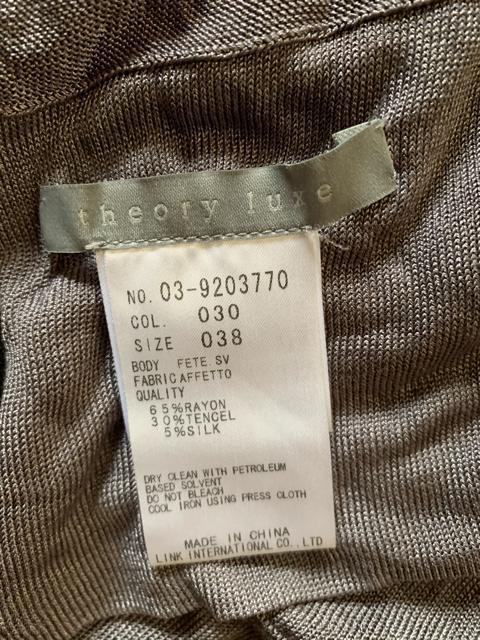 theory luxe
NO. 03-9203770
COL. 030
SIZE 038
BODY FETE.SV
FABRIC AFFETTO
QUALITY
65%RAYON
30%TENCEL
5%SILK
DRY CLEAN WITH PETROLEUM
BASED SOLVENT
DO NOT BLEACH
COOL IRON USING PRESS CLOTH
MADE IN CHINA
LINK INTERNATIONAL CO.,LTD